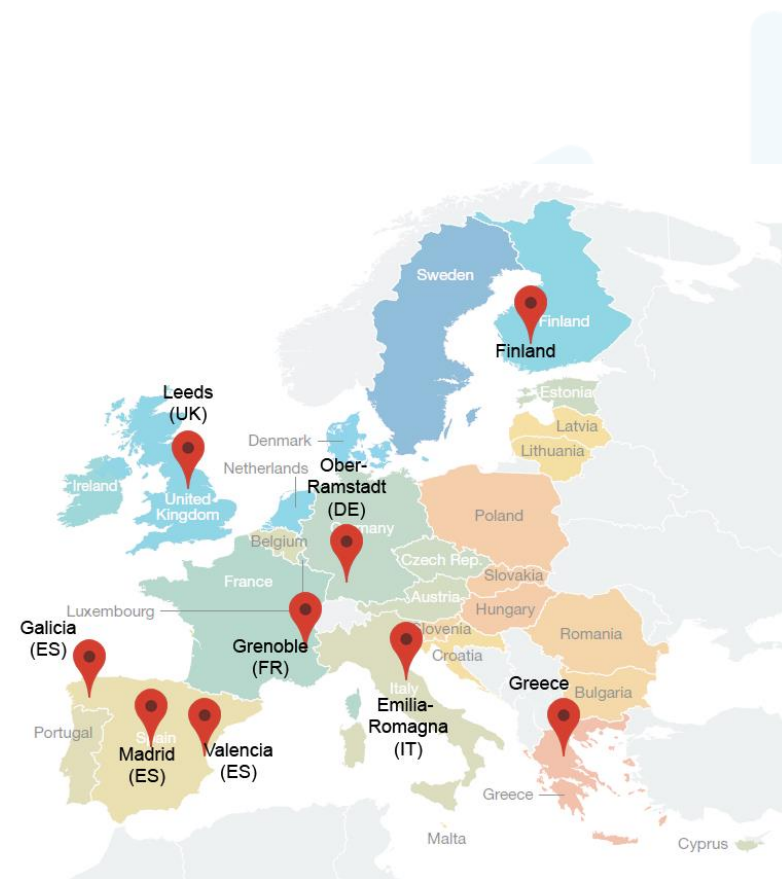 Sweden
Finland
Finland
Estonia
Latvia
Lithuania
Leeds
(UK)
Denmark
Netherlands
Ireland
United
Kingdom
Ober-
Ramstadt
(DE)
Germany
Poland
Belgium
Czech Rep.
Slovakia
France
Austria
Hungary
Luxembourg
Galicia
(ES)
Grenoble
(FR)
Slovenia
Croatia
Romania
Italy
Emilia-
Romagna
(IT)
Greece
Bulgaria
Portugal
Spain
Madrid
(ES)
Valencia
(ES)
Greece
Malta
Cyprus